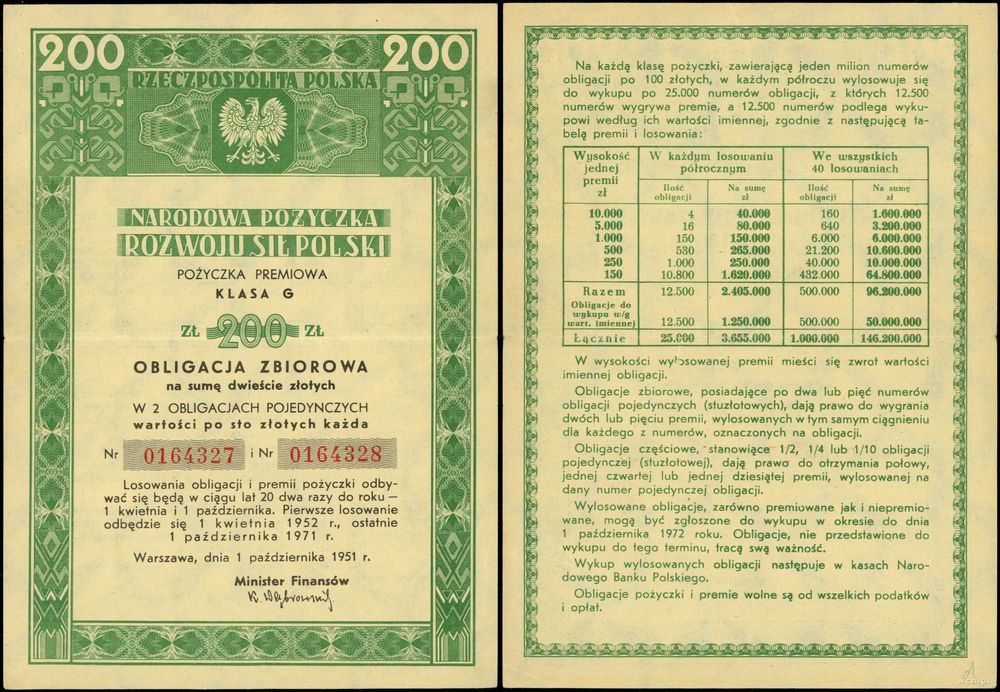 200 200
RZECZPOSPOLITA POLSKA
NARODOWA POŻYCZKA
ROZWOJU SIŁ POLSKI
POŻYCZKA PREMIOWA
KLASA G
ZŁ 200 ZŁ
OBLIGACJA ZBIOROWA
na sumę dwieście złotych
W 2 OBLIGACJACH POJEDYNCZYCH
wartości po sto złotych każda
Nr 0164327 i Nr 0164328
Losowania obligacji i premii pożyczki odby-
wać się będą w ciągu lat 20 dwa razy do roku —
1 kwietnia i 1 października. Pierwsze losowanie
odbędzie się 1 kwietnia 1952 r., ostatnie
1 października 1971 r.
Warszawa, dnia 1 października 1951 r.
Minister Finansów
K. Dąbrowski
Na każdą klasę pożyczki, zawierającą jeden milion numerów
obligacji po 100 złotych, w każdym półroczu wylosowuje się
do wykupu po 25.000 numerów obligacji, z których 12.500
numerów wygrywa premie, a 12.500 numerów podlega wyku-
powi według ich wartości imiennej, zgodnie z następującą ta-
belą premii i losowania:
Wysokość jednej premii zł | W każdym losowaniu półrocznym | We wszystkich 40 losowaniach
Ilość obligacji | Na sumę zł | Ilość obligacji | Na sumę zł
10.000 4 40.000 160 1.600.000
5.000 16 80.000 640 3.200.000
1.000 150 150.000 6.000 6.000.000
500 530 265.000 21.200 10.600.000
250 1.000 250.000 40.000 10.000.000
150 10.800 1.620.000 432.000 64.800.000
Razem 12.500 2.405.000 500.000 96.200.000
Obligacje do
wykupu w/g
wart. imiennej 12.500 1.250.000 500.000 50.000.000
Łącznie 25.000 3.655.000 1.000.000 146.200.000
W wysokości wylosowanej premii mieści się zwrot wartości
imiennej obligacji.
Obligacje zbiorowe, posiadające po dwa lub pięć numerów
obligacji pojedynczych (stuzłotowych), dają prawo do wygrania
dwóch lub pięciu premii, wylosowanych w tym samym ciągnieniu
dla każdego z numerów, oznaczonych na obligacji.
Obligacje częściowe, stanowiące 1/2, 1/4 lub 1/10 obligacji
pojedynczej (stuzłotowej), dają prawo do otrzymania połowy,
jednej czwartej lub jednej dziesiątej premii, wylosowanej na
dany numer pojedynczej obligacji.
Wylosowane obligacje, zarówno premiowane jak i niepremio-
wane, mogą być zgłoszone do wykupu w okresie do dnia
1 października 1972 roku. Obligacje, nie przedstawione do
wykupu do tego terminu, tracą swą ważność.
Wykup wylosowanych obligacji następuje w kasach Naro-
dowego Banku Polskiego.
Obligacje pożyczki i premie wolne są od wszelkich podatków
i opłat.
wcn.pl